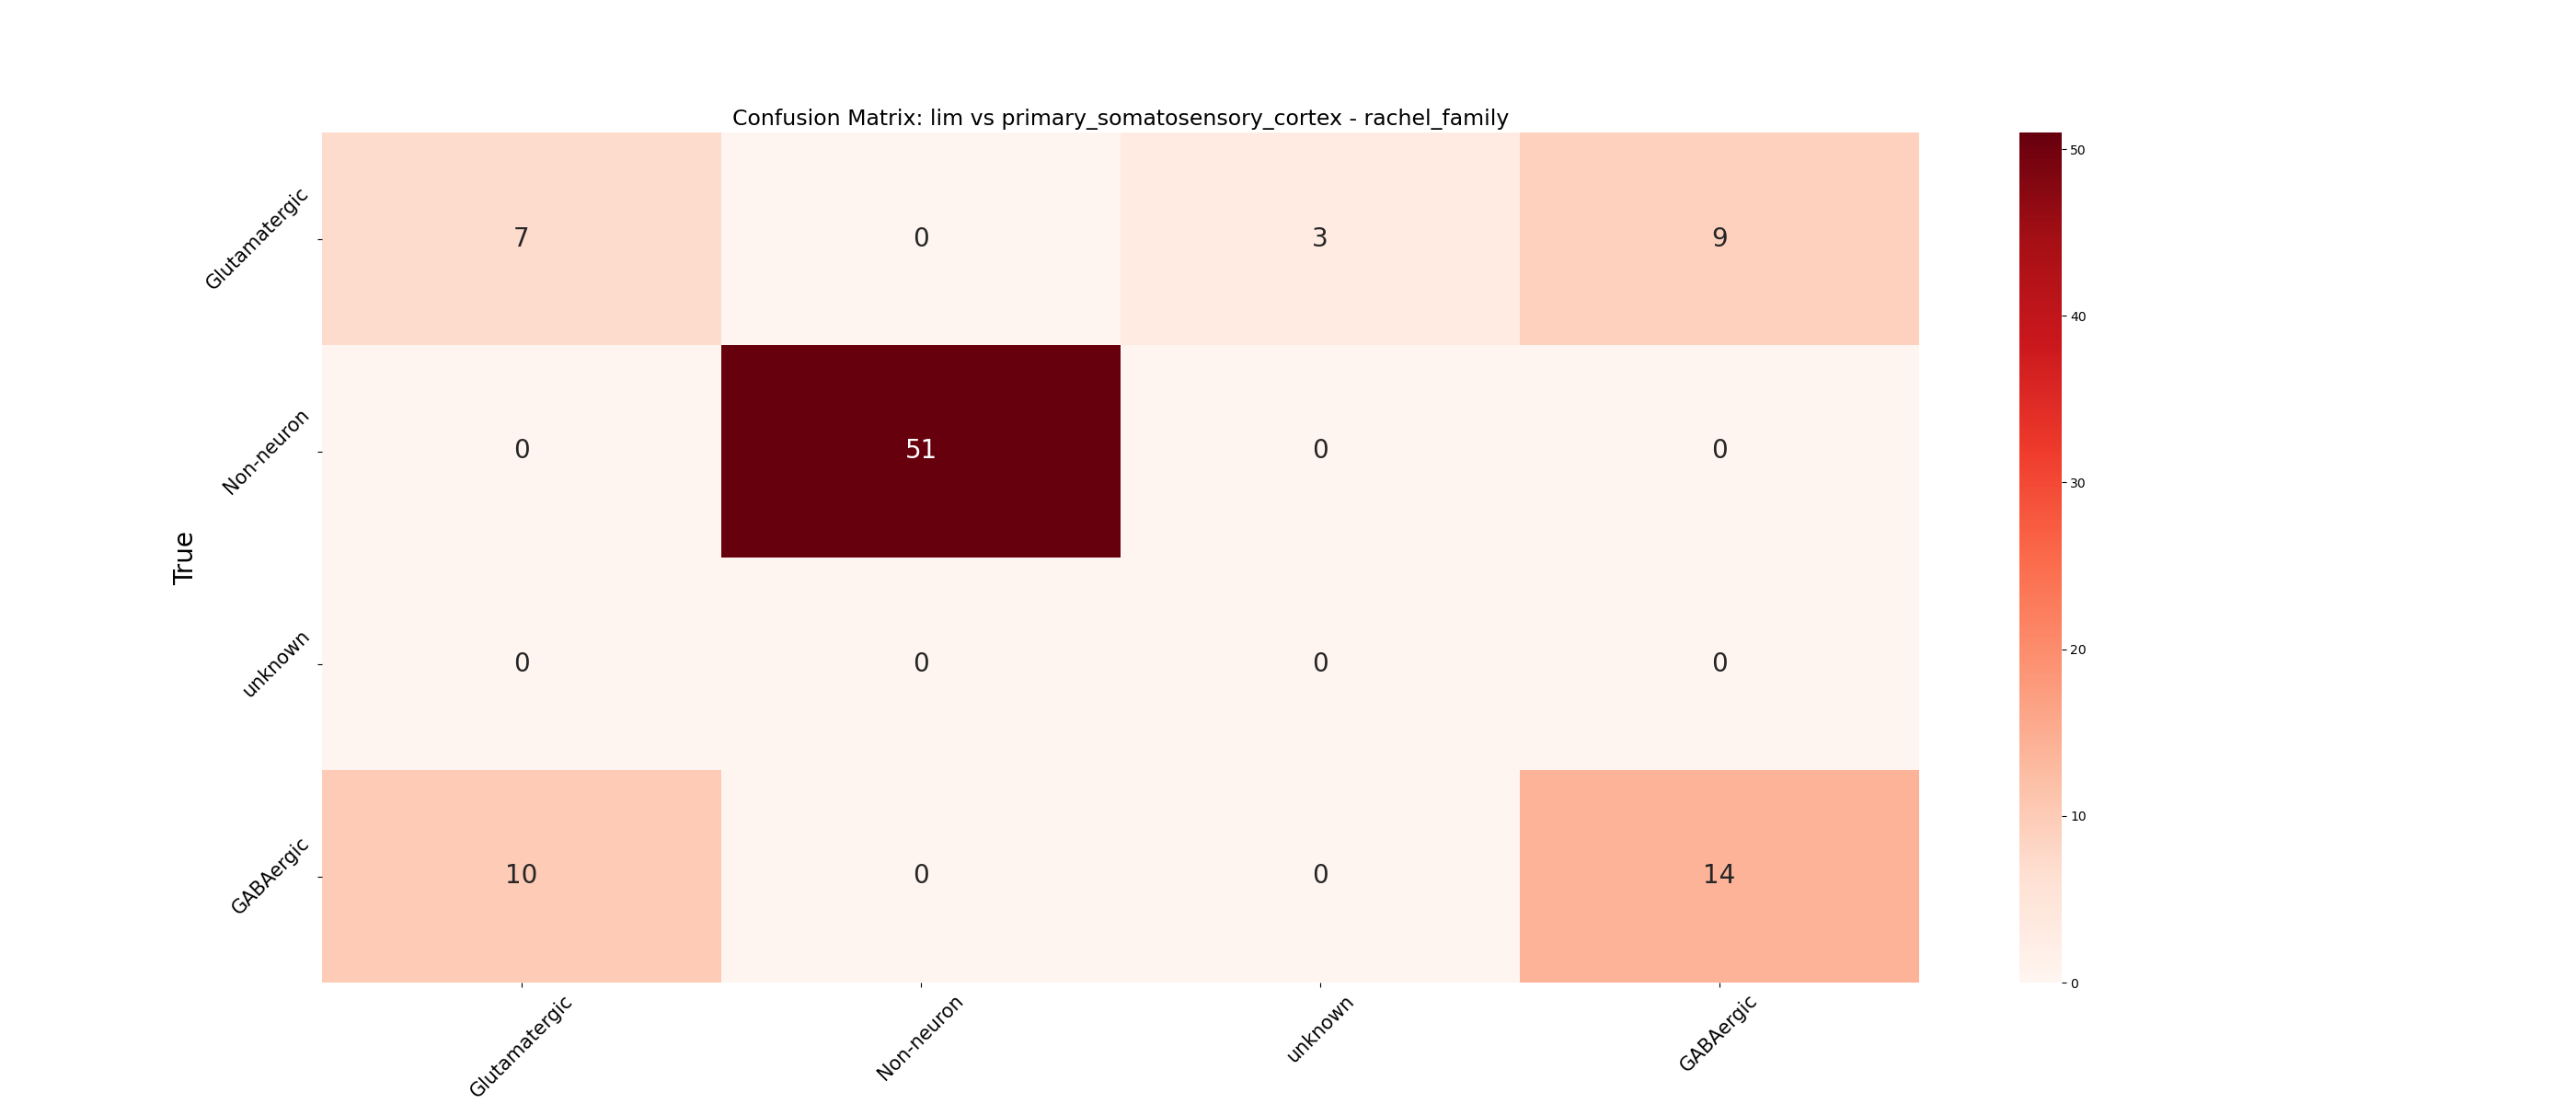 Confusion Matrix: lim vs primary_somatosensory_cortex - rachel_family
Glutamatergic
7
0
3
9
Non-neuron
0
51
0
0
unknown
0
0
0
0
GABAergic
10
0
0
14
True
Glutamatergic
Non-neuron
unknown
GABAergic
50
40
30
20
10
0